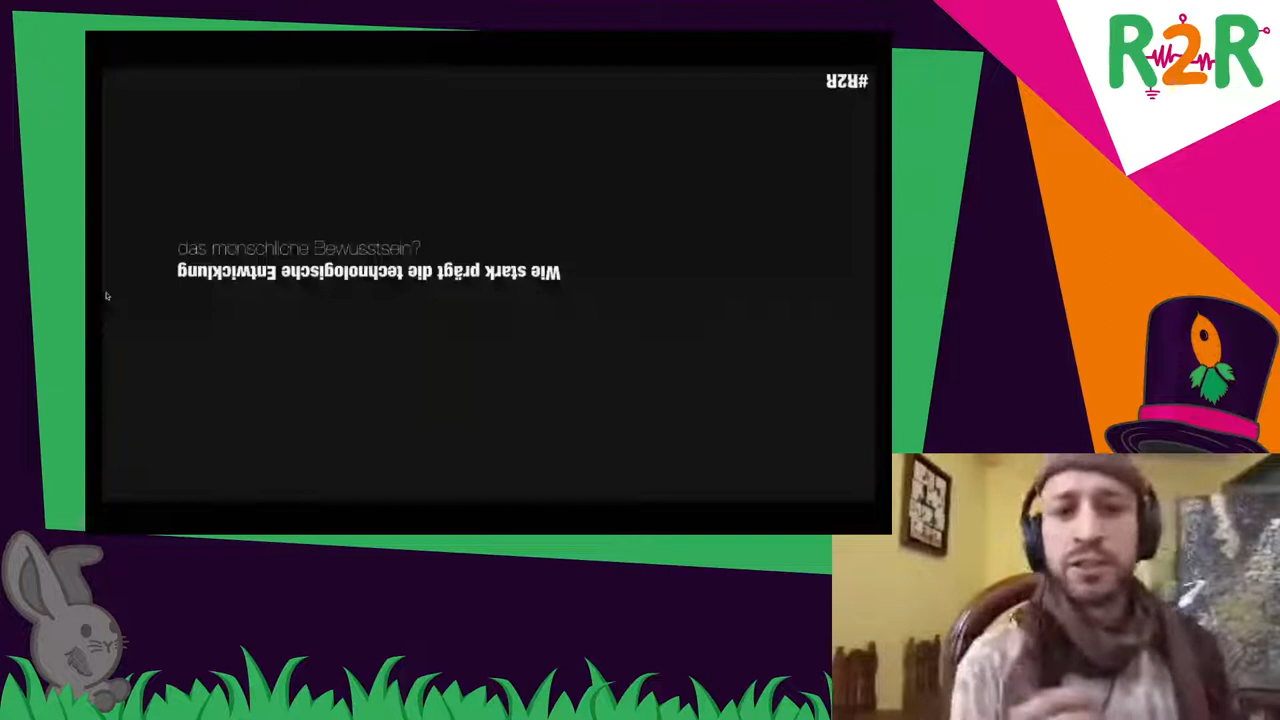 #R2R
Wie stark prägt die technologische Entwicklung
das menschliche Bewusstsein?
R2R